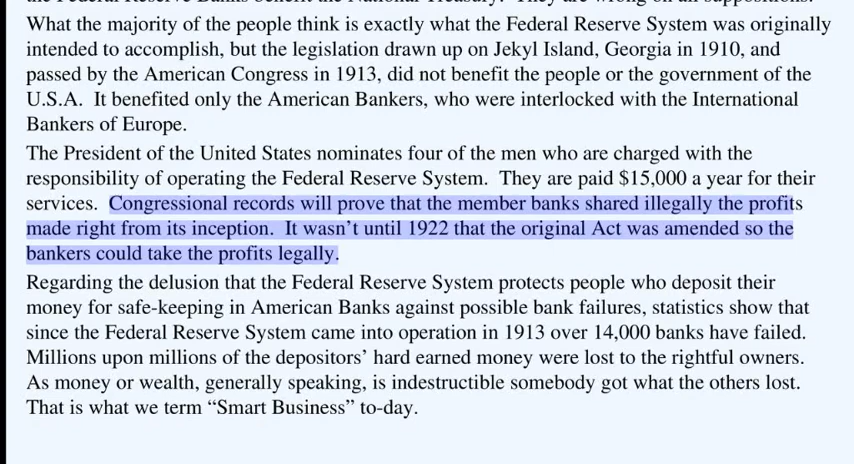 What the majority of the people think is exactly what the Federal Reserve System was originally
intended to accomplish, but the legislation drawn up on Jekyl Island, Georgia in 1910, and
passed by the American Congress in 1913, did not benefit the people or the government of the
U.S.A.  It benefited only the American Bankers, who were interlocked with the International
Bankers of Europe.
The President of the United States nominates four of the men who are charged with the
responsibility of operating the Federal Reserve System.  They are paid $15,000 a year for their
services.  Congressional records will prove that the member banks shared illegally the profits
made right from its inception.  It wasn't until 1922 that the original Act was amended so the
bankers could take the profits legally.
Regarding the delusion that the Federal Reserve System protects people who deposit their
money for safe-keeping in American Banks against possible bank failures, statistics show that
since the Federal Reserve System came into operation in 1913 over 14,000 banks have failed.
Millions upon millions of the depositors' hard earned money were lost to the rightful owners.
As money or wealth, generally speaking, is indestructible somebody got what the others lost.
That is what we term "Smart Business" to-day.